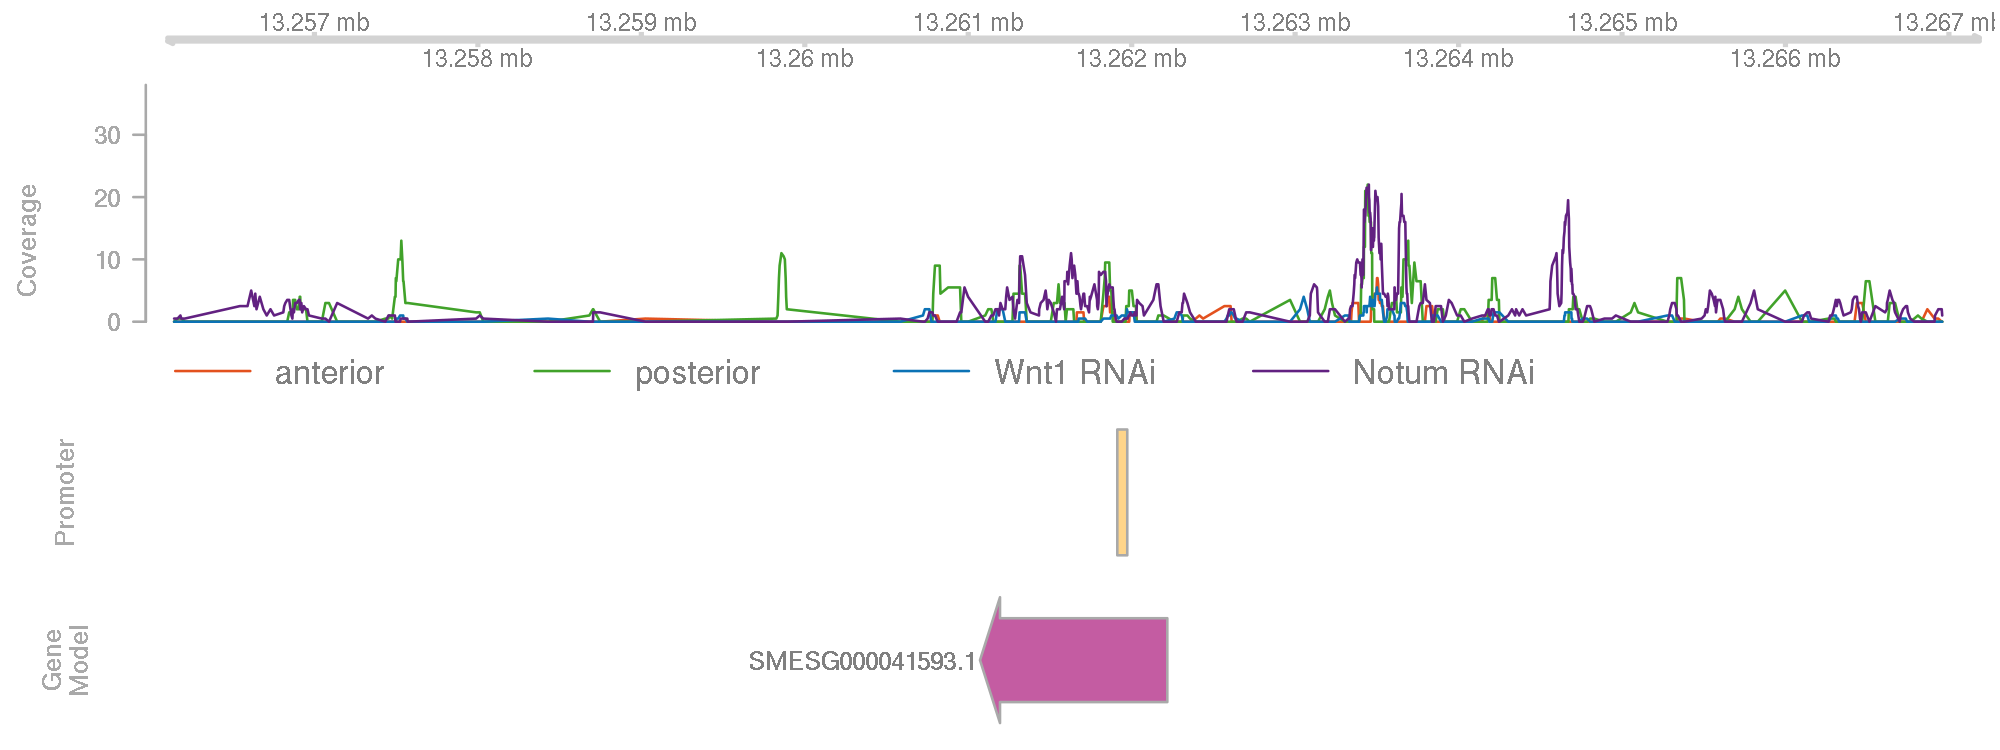 13.257 mb 13.259 mb 13.261 mb 13.263 mb 13.265 mb 13.267 mb
13.258 mb 13.26 mb 13.262 mb 13.264 mb 13.266 mb
30
20
10
0
Coverage
anterior posterior Wnt1 RNAi Notum RNAi
Promoter
Gene
Model
SMESG000041593.1